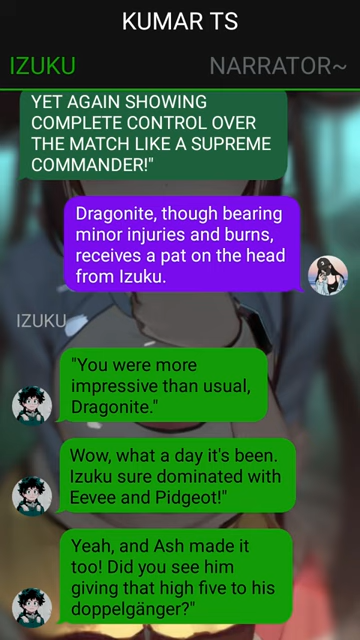 KUMAR TS
IZUKU NARRATOR~
YET AGAIN SHOWING
COMPLETE CONTROL OVER
THE MATCH LIKE A SUPREME
COMMANDER!"
Dragonite, though bearing
minor injuries and burns,
receives a pat on the head
from Izuku.
IZUKU
"You were more
impressive than usual,
Dragonite."
Wow, what a day it's been.
Izuku sure dominated with
Eevee and Pidgeot!"
Yeah, and Ash made it
too! Did you see him
giving that high five to his
doppelgänger?"